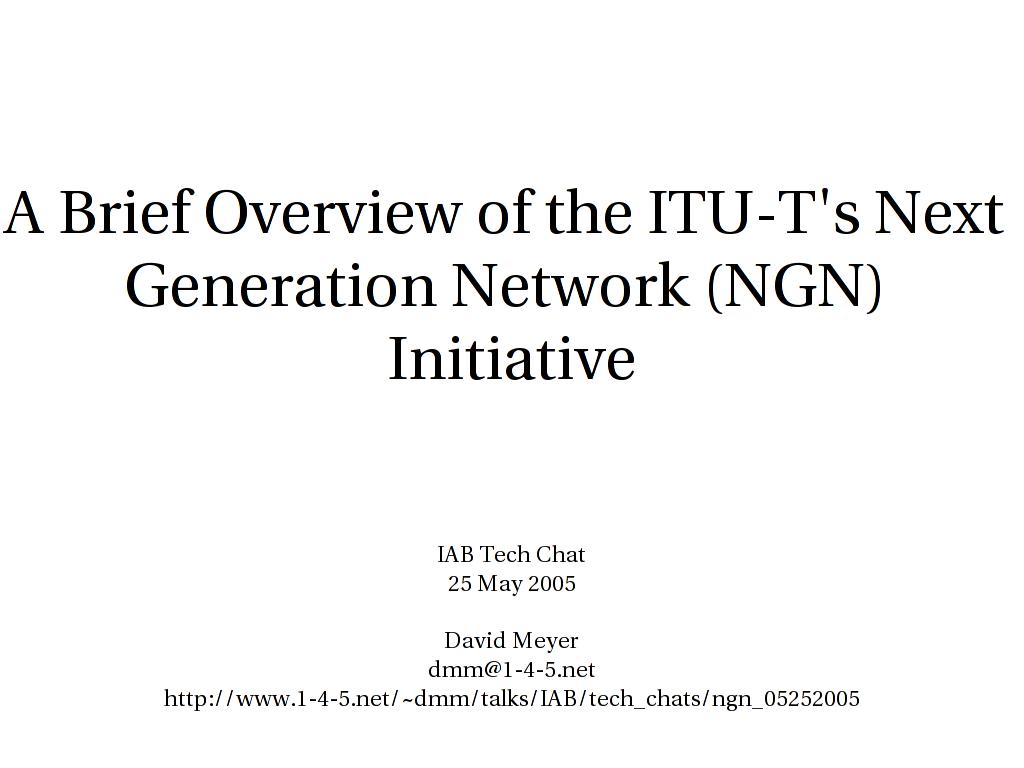 A Brief Overview of the ITU-T's Next
Generation Network (NGN)
Initiative
IAB Tech Chat
25 May 2005
David Meyer
dmm@1-4-5.net
http://www.1-4-5.net/~dmm/talks/IAB/tech_chats/ngn_05252005